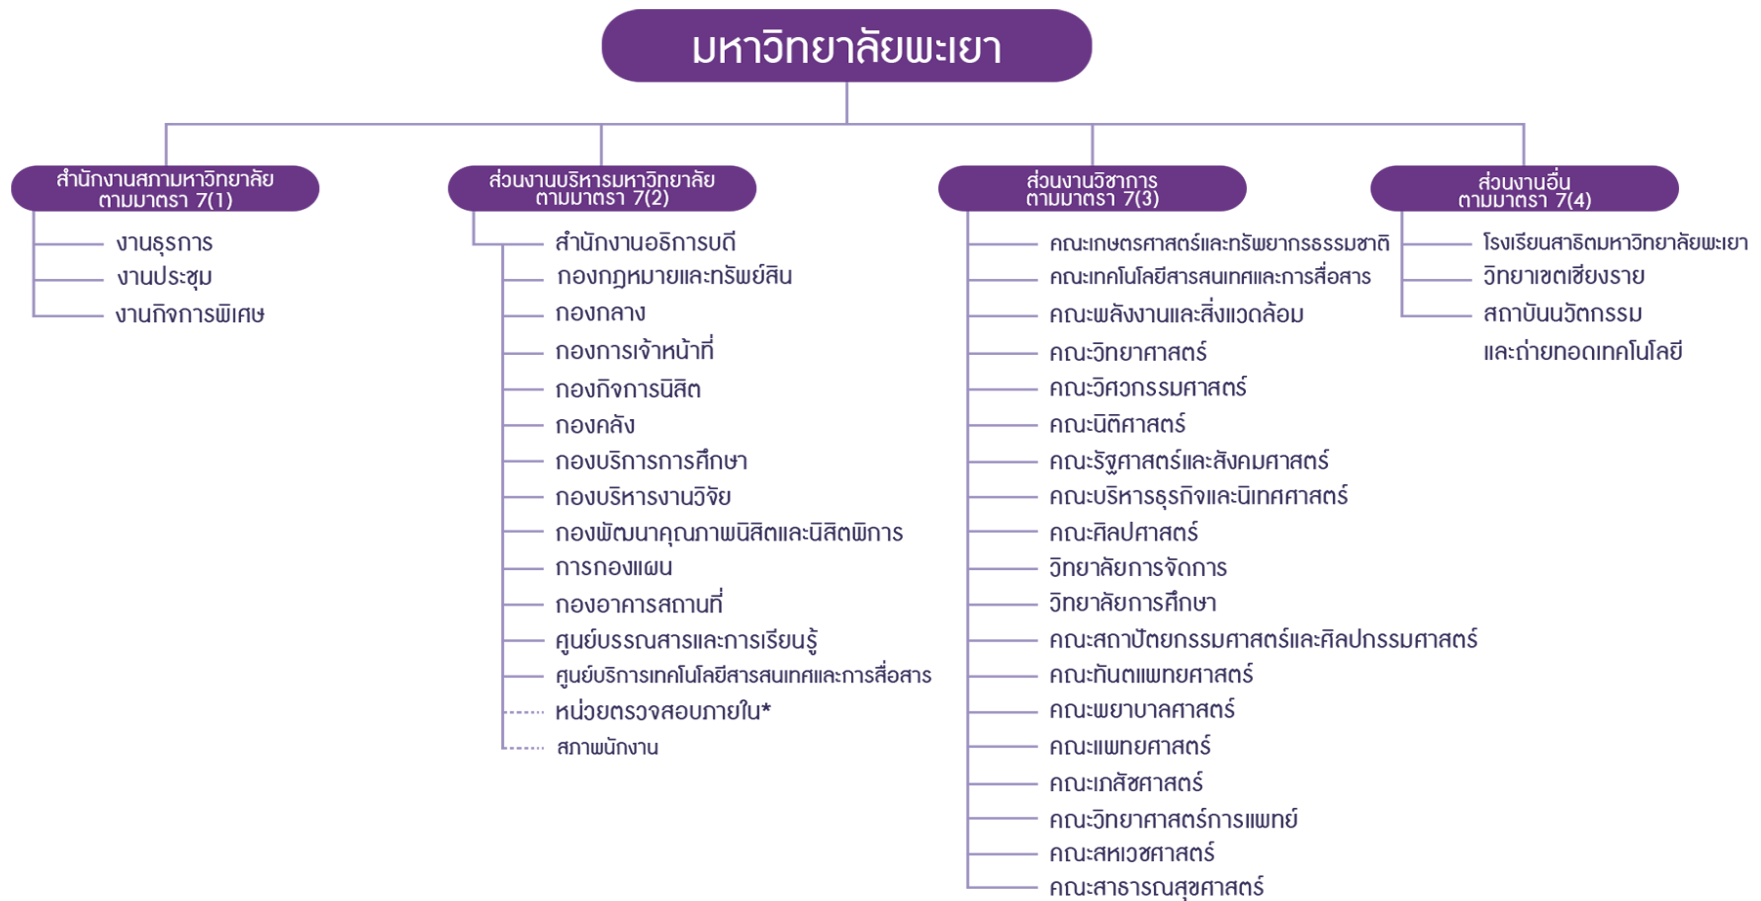 มหาวิทยาลัยพะเยา
สำนักงานสภามหาวิทยาลัย
ตามมาตรา 7(1)
งานธุรการ
งานประชุม
งานกิจการพิเศษ
ส่วนงานบริหารมหาวิทยาลัย
ตามมาตรา 7(2)
สำนักงานอธิการบดี
กองกฎหมายและทรัพย์สิน
กองกลาง
กองการเจ้าหน้าที่
กองกิจการนิสิต
กองคลัง
กองบริการการศึกษา
กองบริหารงานวิจัย
กองพัฒนาคุณภาพนิสิตและนิสิตพิการ
การกองแผน
กองอาคารสถานที่
ศูนย์บรรณสารและการเรียนรู้
ศูนย์บริการเทคโนโลยีสารสนเทศและการสื่อสาร
หน่วยตรวจสอบภายใน*
สภาพนักงาน
ส่วนงานวิชาการ
ตามมาตรา 7(3)
คณะเกษตรศาสตร์และทรัพยากรธรรมชาติ
คณะเทคโนโลยีสารสนเทศและการสื่อสาร
คณะพลังงานและสิ่งแวดล้อม
คณะวิทยาศาสตร์
คณะวิศวกรรมศาสตร์
คณะนิติศาสตร์
คณะรัฐศาสตร์และสังคมศาสตร์
คณะบริหารธุรกิจและนิเทศศาสตร์
คณะศิลปศาสตร์
วิทยาลัยการจัดการ
วิทยาลัยการศึกษา
คณะสถาปัตยกรรมศาสตร์และศิลปกรรมศาสตร์
คณะทันตแพทยศาสตร์
คณะพยาบาลศาสตร์
คณะแพทยศาสตร์
คณะเภสัชศาสตร์
คณะวิทยาศาสตร์การแพทย์
คณะสหเวชศาสตร์
คณะสาธารณสุขศาสตร์
ส่วนงานอื่น
ตามมาตรา 7(4)
โรงเรียนสาธิตมหาวิทยาลัยพะเยา
วิทยาเขตเชียงราย
สถาบันนวัตกรรม
และถ่ายทอดเทคโนโลยี